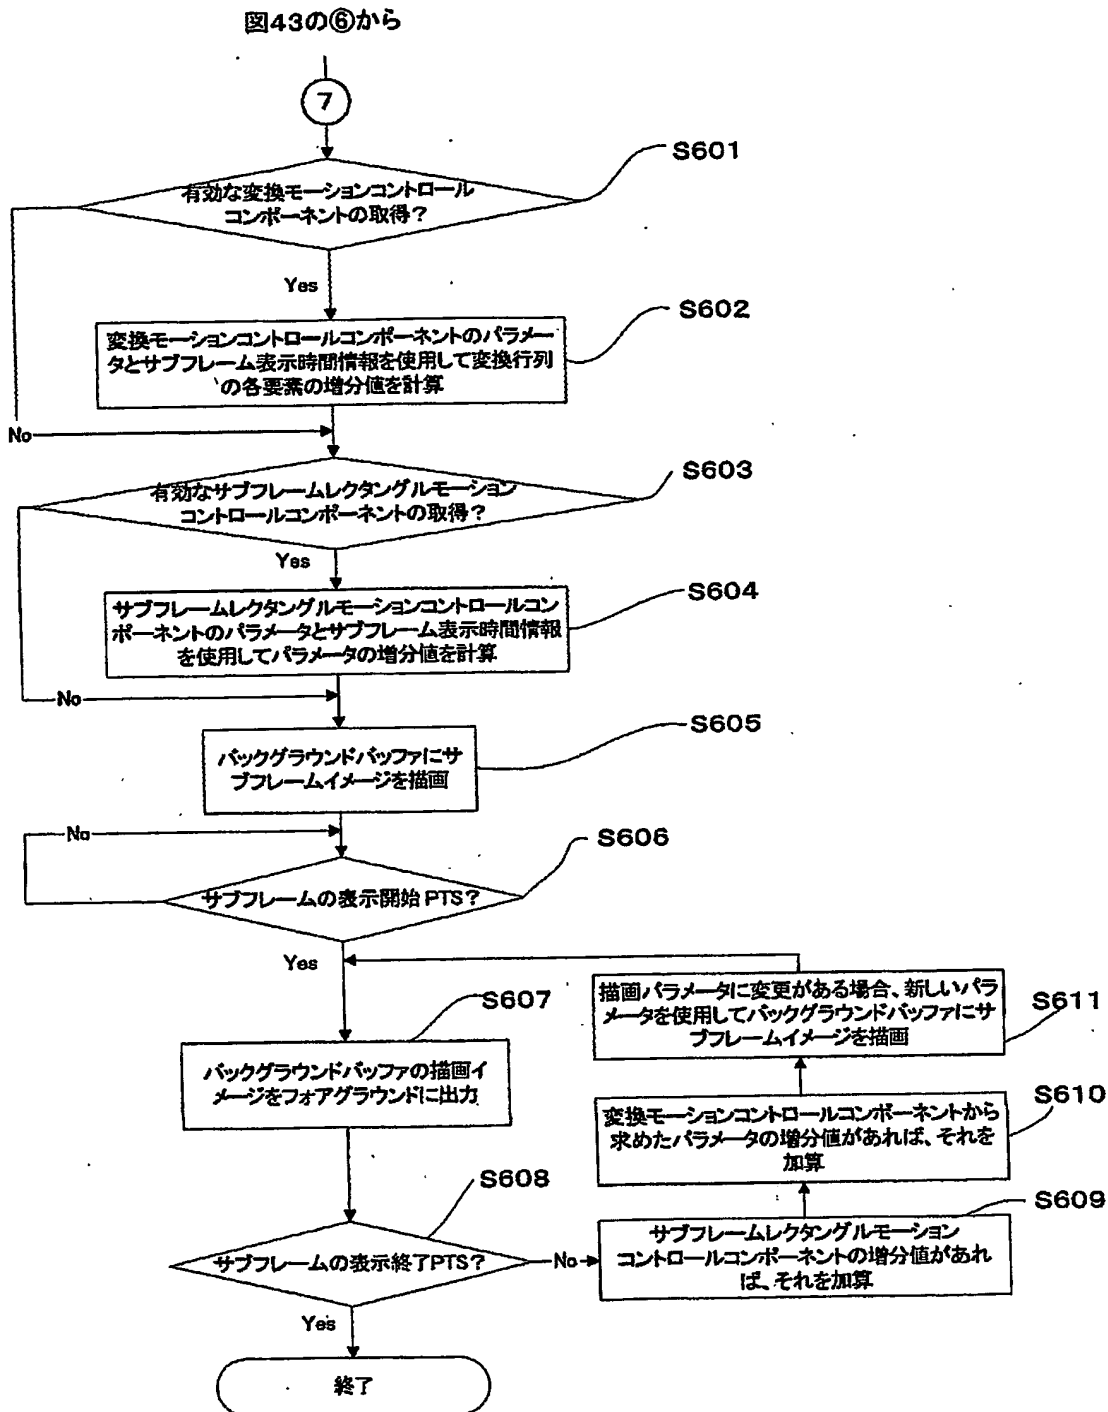 図43の⑥から
7
S601
有効な変換モーションコントロール
コンポーネントの取得?
Yes
S602
変換モーションコントロールコンポーネントのパラメー
タとサブフレーム表示時間情報を使用して変換行列
の各要素の増分値を計算
No
S603
有効なサブフレームレクタングルモーション
コントロールコンポーネントの取得?
Yes
S604
サブフレームレクタングルモーションコントロールコン
ポーネントのパラメータとサブフレーム表示時間情報
を使用してパラメータの増分値を計算
No
S605
バックグラウンドバッファにサ
ブフレームイメージを描画
No
S606
サブフレームの表示開始PTS?
Yes
S607
バックグラウンドバッファの描画イ
メージをフォアグラウンドに出力
S608
サブフレームの表示終了PTS?
No
Yes
終了
描画パラメータに変更がある場合、新しいパラ
メータを使用してバックグラウンドバッファにサ
ブフレームイメージを描画
S611
変換モーションコントロールコンポーネントから
求めたパラメータの増分値があれば、それを
加算
S610
サブフレームレクタングルモーション
コントロールコンポーネントの増分値があれ
ば、それを加算
S609